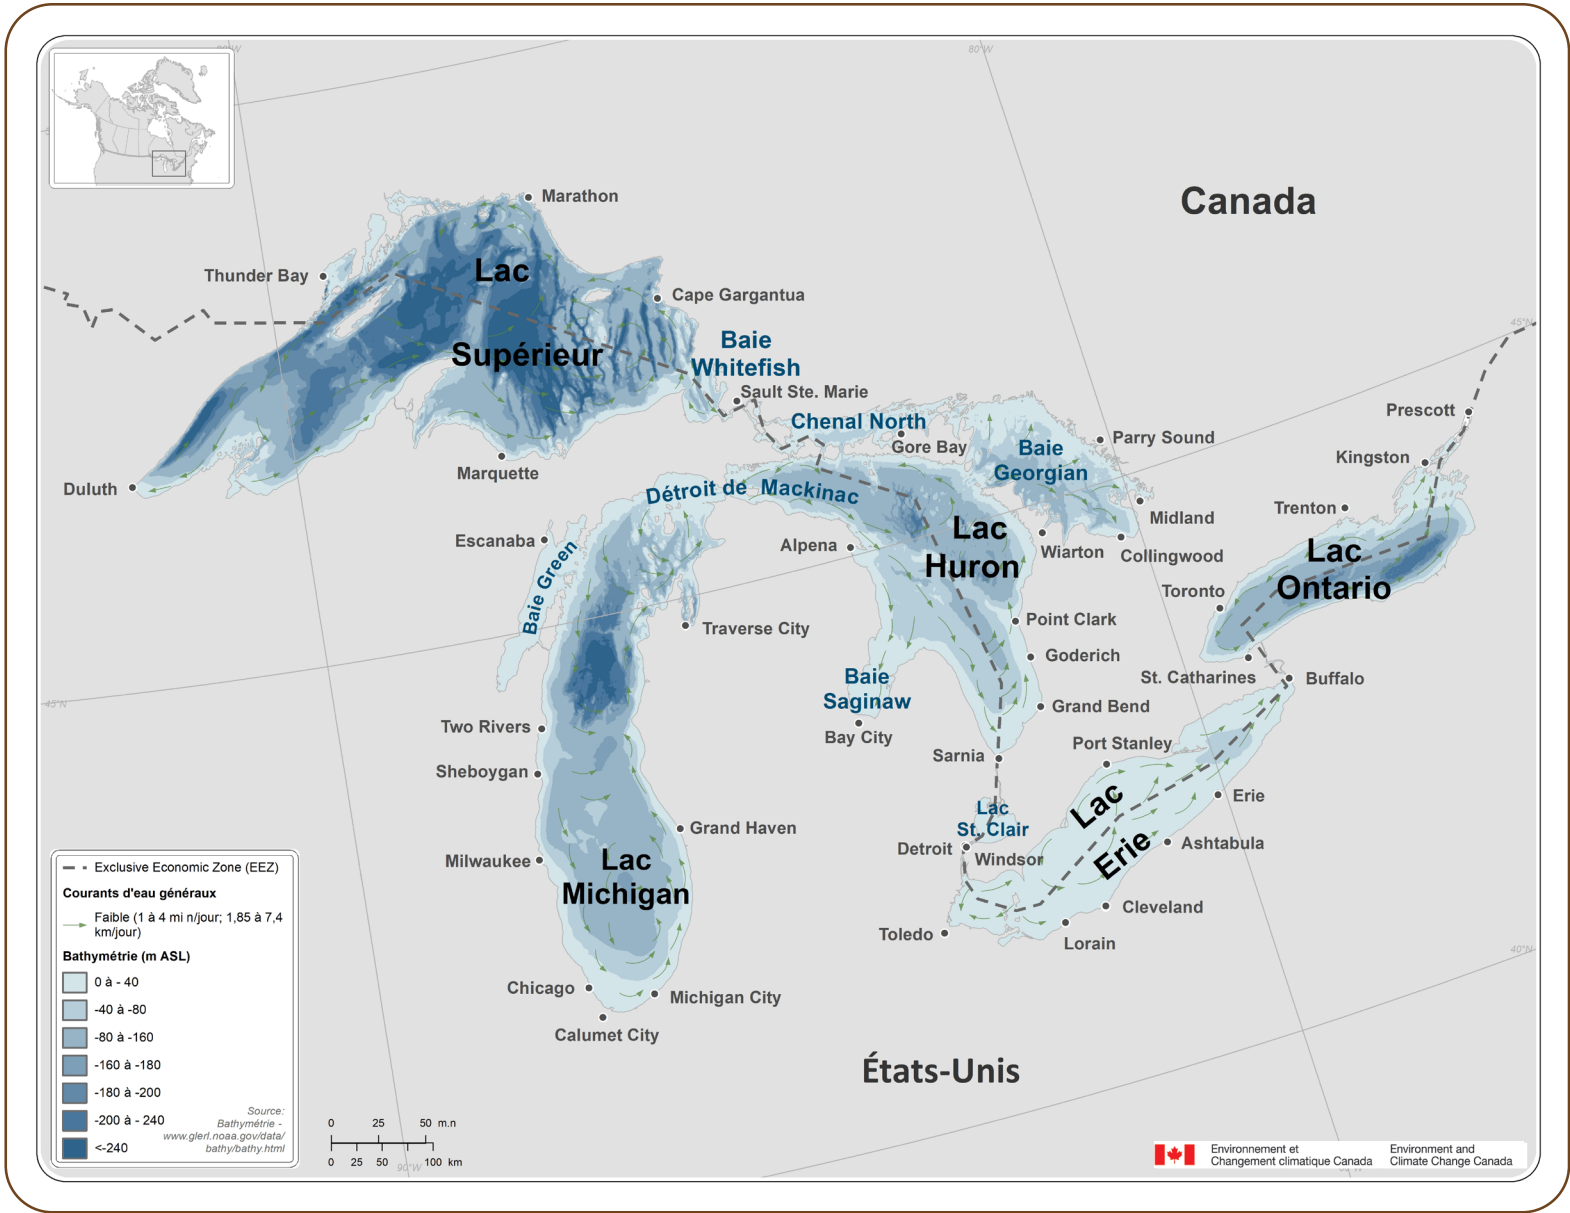 90°W
80°W
Canada
Marathon
Lac
Thunder Bay
Cape Gargantua
45°N
Baie
Whitefish
Supérieur
Sault Ste. Marie
Chenal North
Gore Bay
Prescott
Parry Sound
Baie
Georgian
Kingston
Marquette
Duluth
Détroit de Mackinac
Trenton
Midland
Lac
Huron
Escanaba
Baie Green
Alpena
Wiarton
Collingwood
Lac
Ontario
Toronto
Traverse City
Point Clark
Goderich
St. Catharines
Buffalo
Baie
Saginaw
45°N
Grand Bend
Two Rivers
Bay City
Port Stanley
Sarnia
Sheboygan
Lac
Erie
Erie
Lac
St. Clair
Grand Haven
Detroit
Windsor
Ashtabula
Milwaukee
Lac
Michigan
Cleveland
Toledo
Lorain
40°N
Chicago
Michigan City
Calumet City
États-Unis
Exclusive Economic Zone (EEZ)
Courants d'eau généraux
Faible (1 à 4 mi n/jour; 1,85 à 7,4
km/jour)
Bathymétrie (m ASL)
0 à - 40
-40 à -80
-80 à -160
-160 à -180
-180 à -200
-200 à - 240
<-240
Source:
Bathymétrie -
www.glerl.noaa.gov/data/
bathy/bathy.html
0 25 50 m.n
0 25 50 100 km
90°W
Environnement et
Changement climatique Canada
Environment and
Climate Change Canada